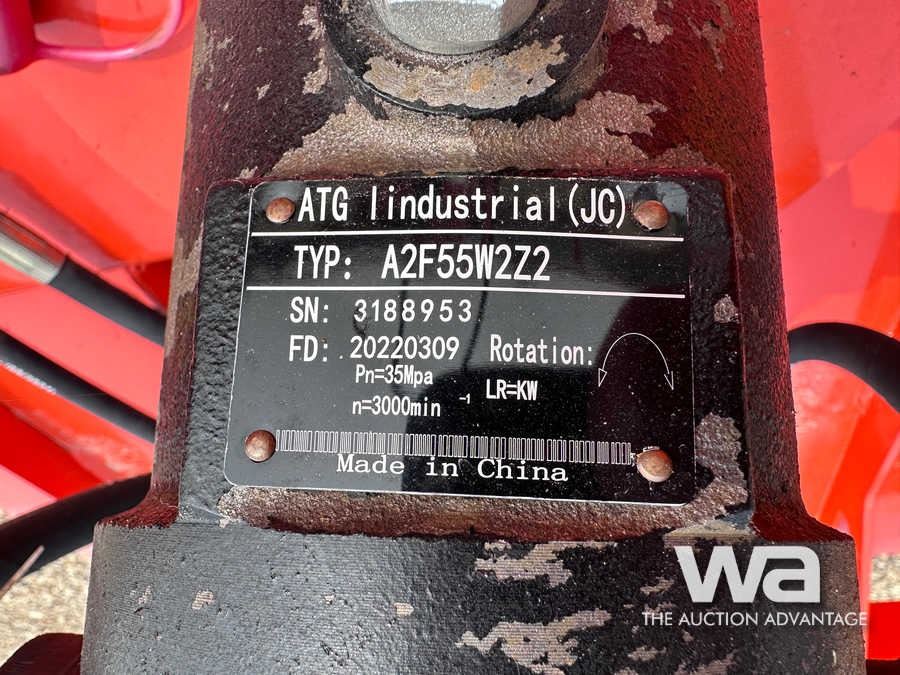 ATG Iindustrial(JC)
TYP: A2F55W2Z2
SN: 3188953
FD: 20220309 Rotation:
Pn=35Mpa
LR=KW
n=3000min -1
Made in China
wa
THE AUCTION ADVANTAGE